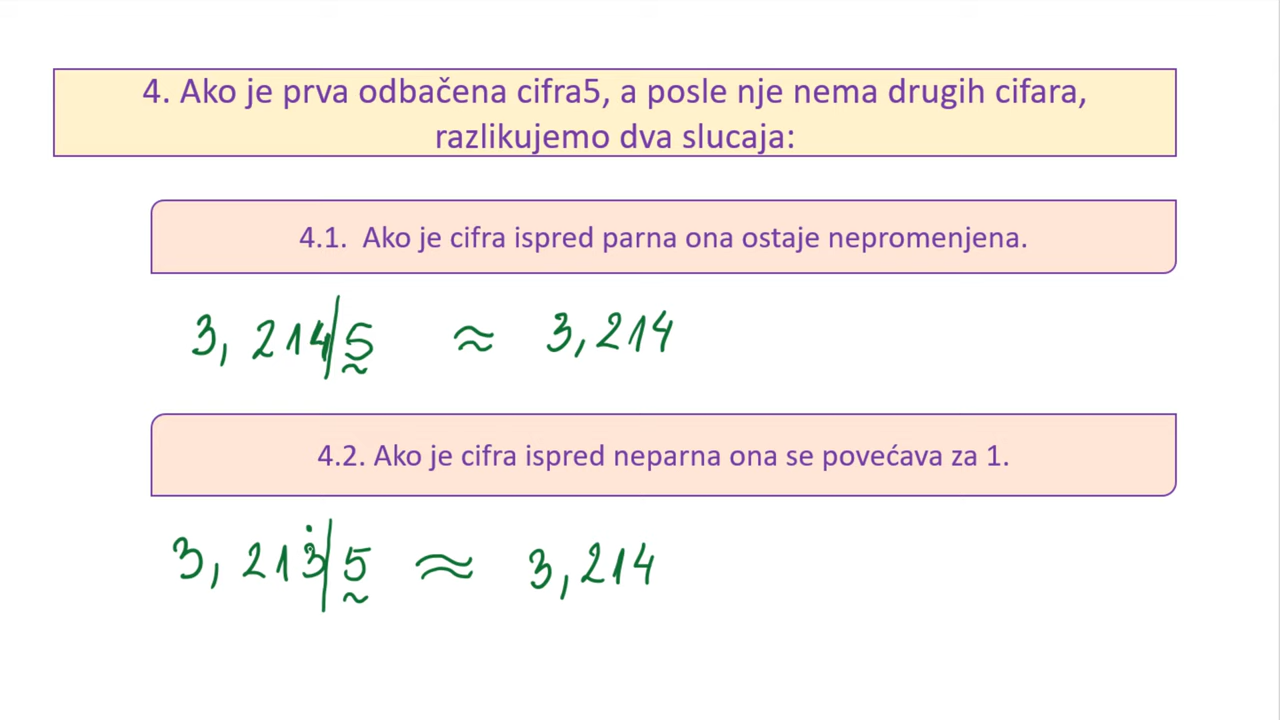 4. Ako je prva odbačena cifra5, a posle nje nema drugih cifara,
razlikujemo dva slucaja:
4.1. Ako je cifra ispred parna ona ostaje nepromenjena.
3, 214|5 ≈ 3,214
4.2. Ako je cifra ispred neparna ona se povećava za 1.
3, 213|5 ≈ 3,214